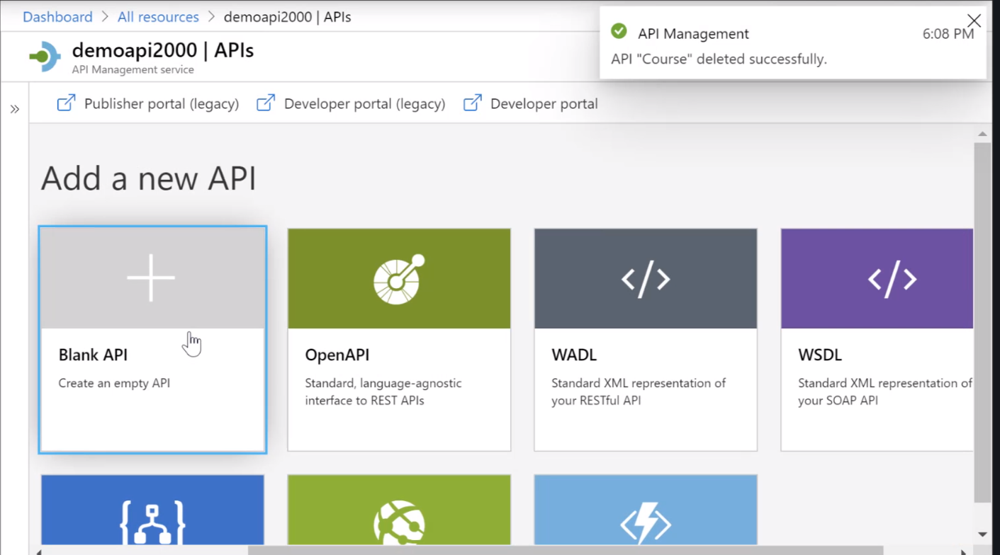 Dashboard > All resources > demoapi2000 | APIs
demoapi2000 | APIs
API Management service
API Management 6:08 PM
API "Course" deleted successfully.
Publisher portal (legacy) Developer portal (legacy) Developer portal
Add a new API
Blank API
Create an empty API
OpenAPI
Standard, language-agnostic
interface to REST APIs
WADL
Standard XML representation of
your RESTful API
WSDL
Standard XML representation of
your SOAP API